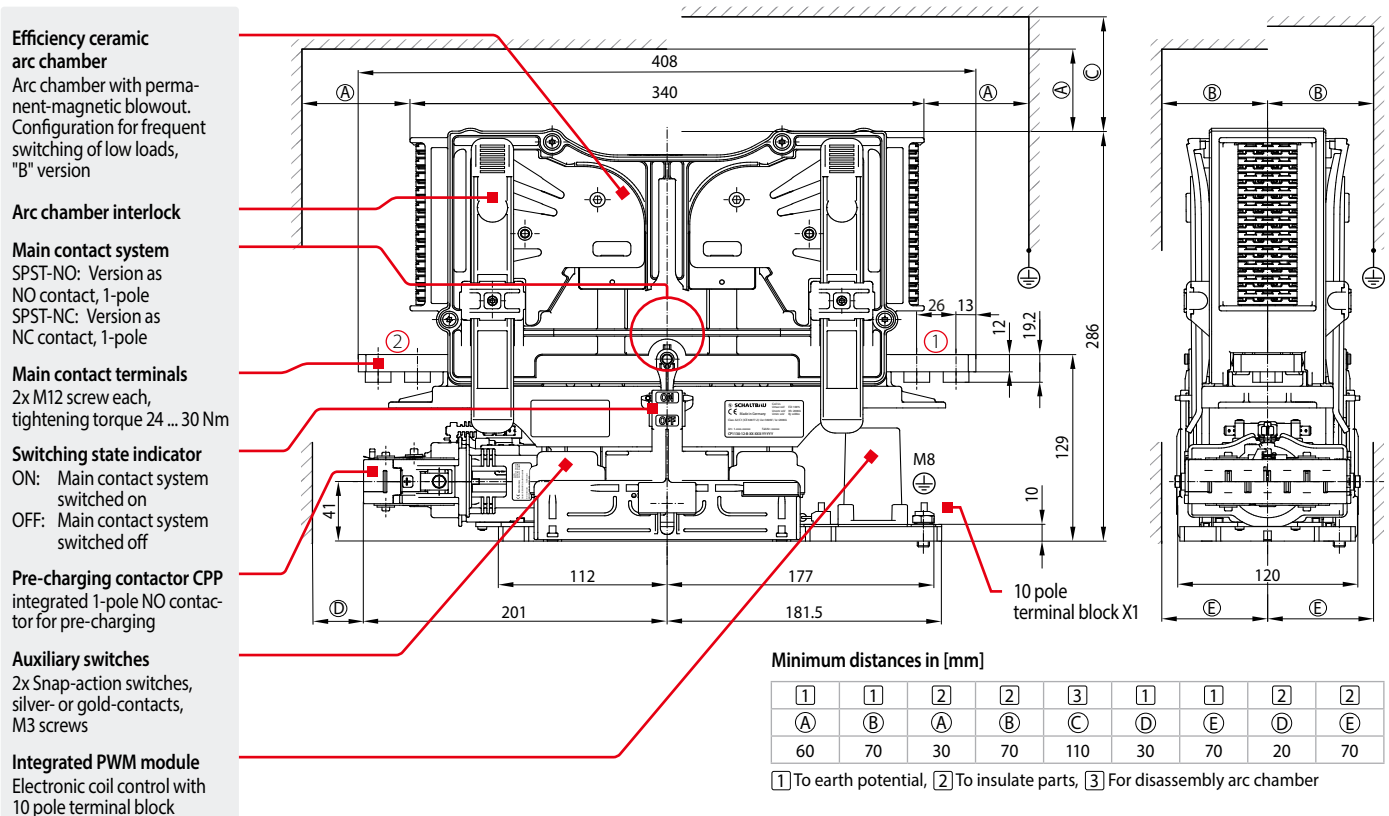 Efficiency ceramic
arc chamber
Arc chamber with perma-
nent-magnetic blowout.
Configuration for frequent
switching of low loads,
"B" version
Arc chamber interlock
Main contact system
SPST-NO: Version as
NO contact, 1-pole
SPST-NC: Version as
NC contact, 1-pole
Main contact terminals
2x M12 screw each,
tightening torque 24 ... 30 Nm
Switching state indicator
ON: Main contact system
switched on
OFF: Main contact system
switched off
Pre-charging contactor CPP
integrated 1-pole NO contac-
tor for pre-charging
Auxiliary switches
2x Snap-action switches,
silver- or gold-contacts,
M3 screws
Integrated PWM module
Electronic coil control with
10 pole terminal block
408
Ⓐ 340 Ⓐ
Ⓐ Ⓒ
Ⓑ Ⓑ
26 13
12 19.2
286
② ①
ON
OFF
SCHALTBAU
CE Made in Germany
M8
129
10
41
112 177
Ⓓ 201 181.5
10 pole
terminal block X1
120
Ⓔ Ⓔ
Minimum distances in [mm]
1 1 2 2 3 1 1 2 2
Ⓐ Ⓑ Ⓐ Ⓑ Ⓒ Ⓓ Ⓔ Ⓓ Ⓔ
60 70 30 70 110 30 70 20 70
1 To earth potential, 2 To insulate parts, 3 For disassembly arc chamber